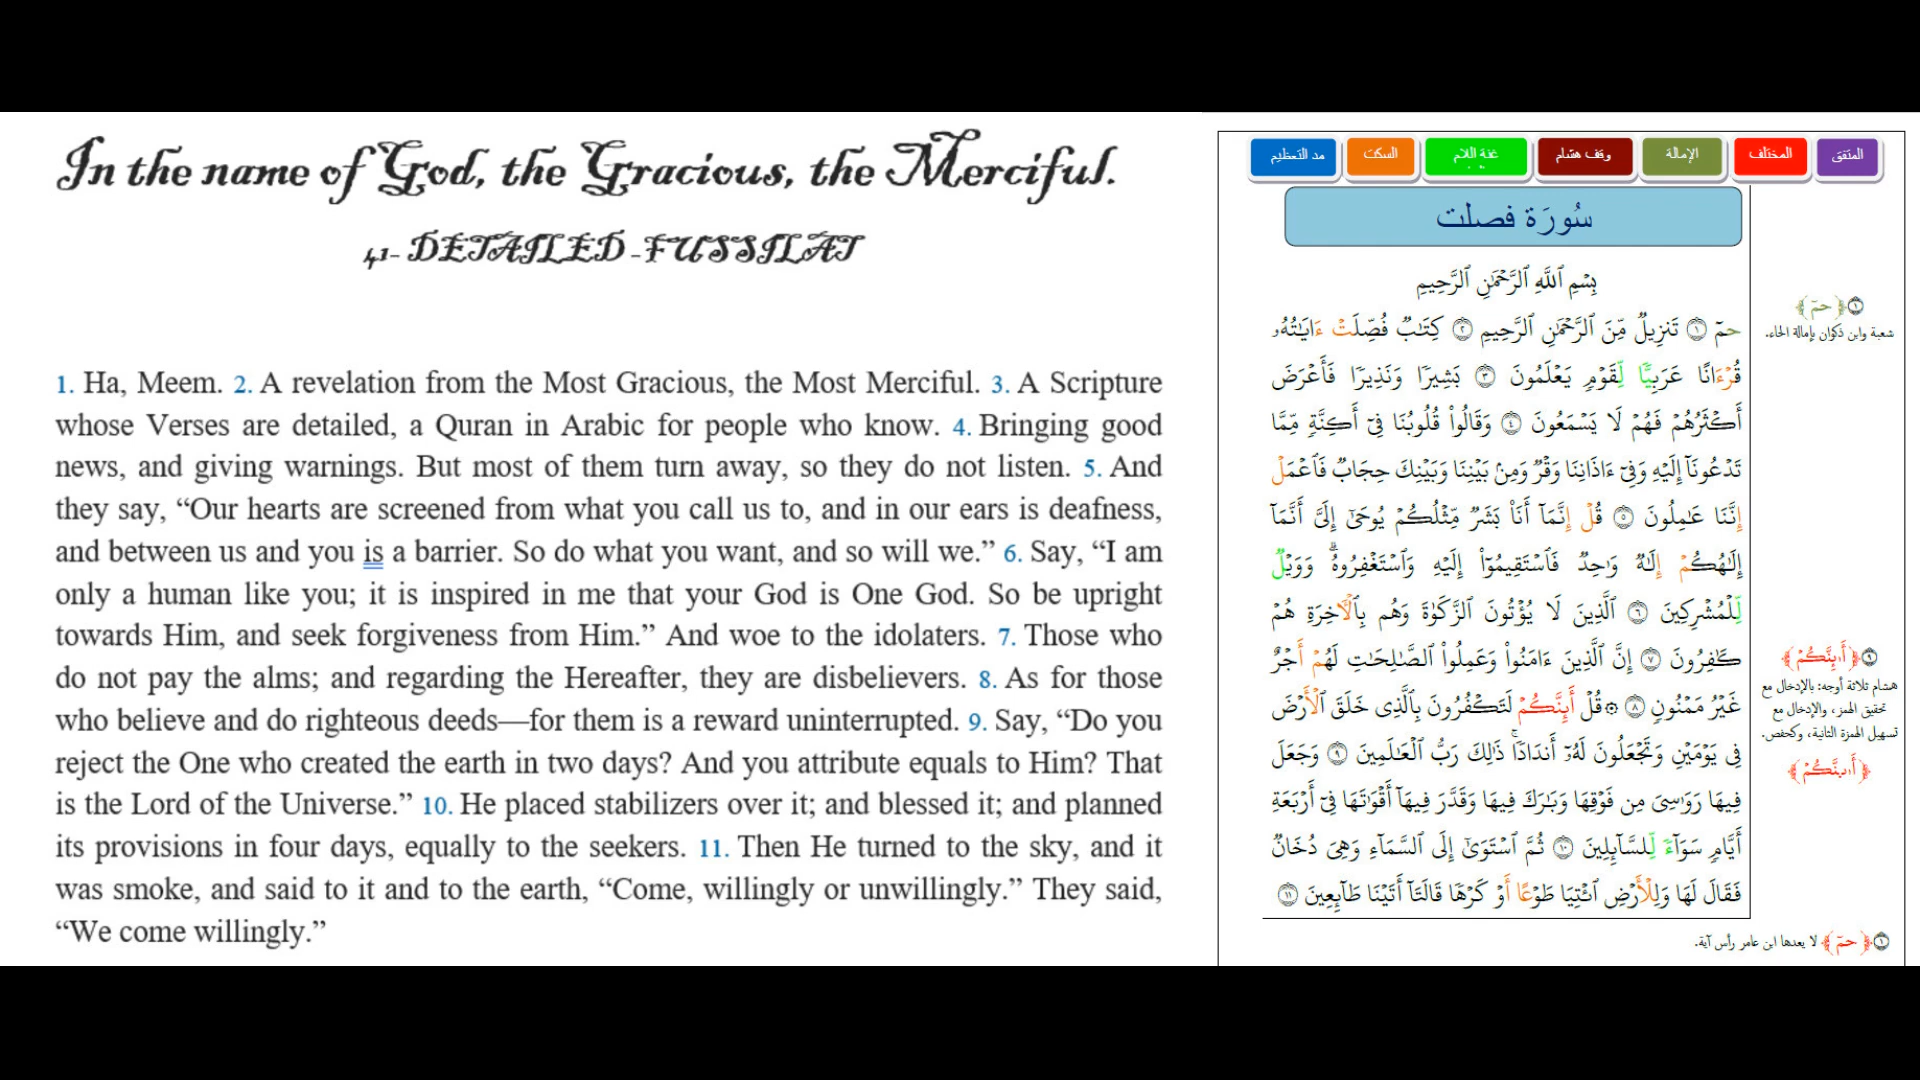 In the name of God, the Gracious, the Merciful.
41- DETAILED -FUSSILAT
1. Ha, Meem. 2. A revelation from the Most Gracious, the Most Merciful. 3. A Scripture
whose Verses are detailed, a Quran in Arabic for people who know. 4. Bringing good
news, and giving warnings. But most of them turn away, so they do not listen. 5. And
they say, “Our hearts are screened from what you call us to, and in our ears is deafness,
and between us and you is a barrier. So do what you want, and so will we.” 6. Say, “I am
only a human like you; it is inspired in me that your God is One God. So be upright
towards Him, and seek forgiveness from Him.” And woe to the idolaters. 7. Those who
do not pay the alms; and regarding the Hereafter, they are disbelievers. 8. As for those
who believe and do righteous deeds—for them is a reward uninterrupted. 9. Say, “Do you
reject the One who created the earth in two days? And you attribute equals to Him? That
is the Lord of the Universe.” 10. He placed stabilizers over it; and blessed it; and planned
its provisions in four days, equally to the seekers. 11. Then He turned to the sky, and it
was smoke, and said to it and to the earth, “Come, willingly or unwillingly.” They said,
“We come willingly.”
المتفق المختلف الإمالة وقف هشام غنة اللام السكت مد التعظيم
سُورَة فصلت
بِسْمِ ٱللَّهِ ٱلرَّحْمَٰنِ ٱلرَّحِيمِ
حمٓ ١ تَنزِيلٌ مِّنَ ٱلرَّحْمَٰنِ ٱلرَّحِيمِ ٢ كِتَٰبٌ فُصِّلَتْ ءَايَٰتُهُۥ
قُرْءَانًا عَرَبِيًّا لِّقَوْمٍ يَعْلَمُونَ ٣ بَشِيرًا وَنَذِيرًا فَأَعْرَضَ
أَكْثَرُهُمْ فَهُمْ لَا يَسْمَعُونَ ٤ وَقَالُوا۟ قُلُوبُنَا فِىٓ أَكِنَّةٍ مِّمَّا
تَدْعُونَآ إِلَيْهِ وَفِىٓ ءَاذَانِنَا وَقْرٌ وَمِنۢ بَيْنِنَا وَبَيْنِكَ حِجَابٌ فَٱعْمَلْ
إِنَّنَا عَٰمِلُونَ ٥ قُلْ إِنَّمَآ أَنَا۠ بَشَرٌ مِّثْلُكُمْ يُوحَىٰٓ إِلَىَّ أَنَّمَآ
إِلَٰهُكُمْ إِلَٰهٌ وَٰحِدٌ فَٱسْتَقِيمُوٓا۟ إِلَيْهِ وَٱسْتَغْفِرُوهُ ۗ وَوَيْلٌ
لِّلْمُشْرِكِينَ ٦ ٱلَّذِينَ لَا يُؤْتُونَ ٱلزَّكَوٰةَ وَهُم بِٱلْـَٔاخِرَةِ هُمْ
كَٰفِرُونَ ٧ إِنَّ ٱلَّذِينَ ءَامَنُوا۟ وَعَمِلُوا۟ ٱلصَّٰلِحَٰتِ لَهُمْ أَجْرٌ
غَيْرُ مَمْنُونٍ ٨ ۞ قُلْ أَئِنَّكُمْ لَتَكْفُرُونَ بِٱلَّذِى خَلَقَ ٱلْأَرْضَ
فِى يَوْمَيْنِ وَتَجْعَلُونَ لَهُۥٓ أَندَادًا ۚ ذَٰلِكَ رَبُّ ٱلْعَٰلَمِينَ ٩ وَجَعَلَ
فِيهَا رَوَٰسِىَ مِن فَوْقِهَا وَبَٰرَكَ فِيهَا وَقَدَّرَ فِيهَآ أَقْوَٰتَهَا فِىٓ أَرْبَعَةِ
أَيَّامٍ سَوَآءً لِّلسَّآئِلِينَ ١٠ ثُمَّ ٱسْتَوَىٰٓ إِلَى ٱلسَّمَآءِ وَهِىَ دُخَانٌ
فَقَالَ لَهَا وَلِلْأَرْضِ ٱئْتِيَا طَوْعًا أَوْ كَرْهًا قَالَتَآ أَتَيْنَا طَآئِعِينَ ١١
١ ﴿حمٓ﴾
شعبة وابن ذكوان بإمالة الحاء.
٩ ﴿أَئِنَّكُمْ﴾
هشام ثلاثة أوجه: بالإدخال مع
تحقيق الهمز، والإدخال مع
تسهيل الهمزة الثانية، وكحفص.
١ ﴿حمٓ﴾ لا يعدها ابن عامر رأس آية.